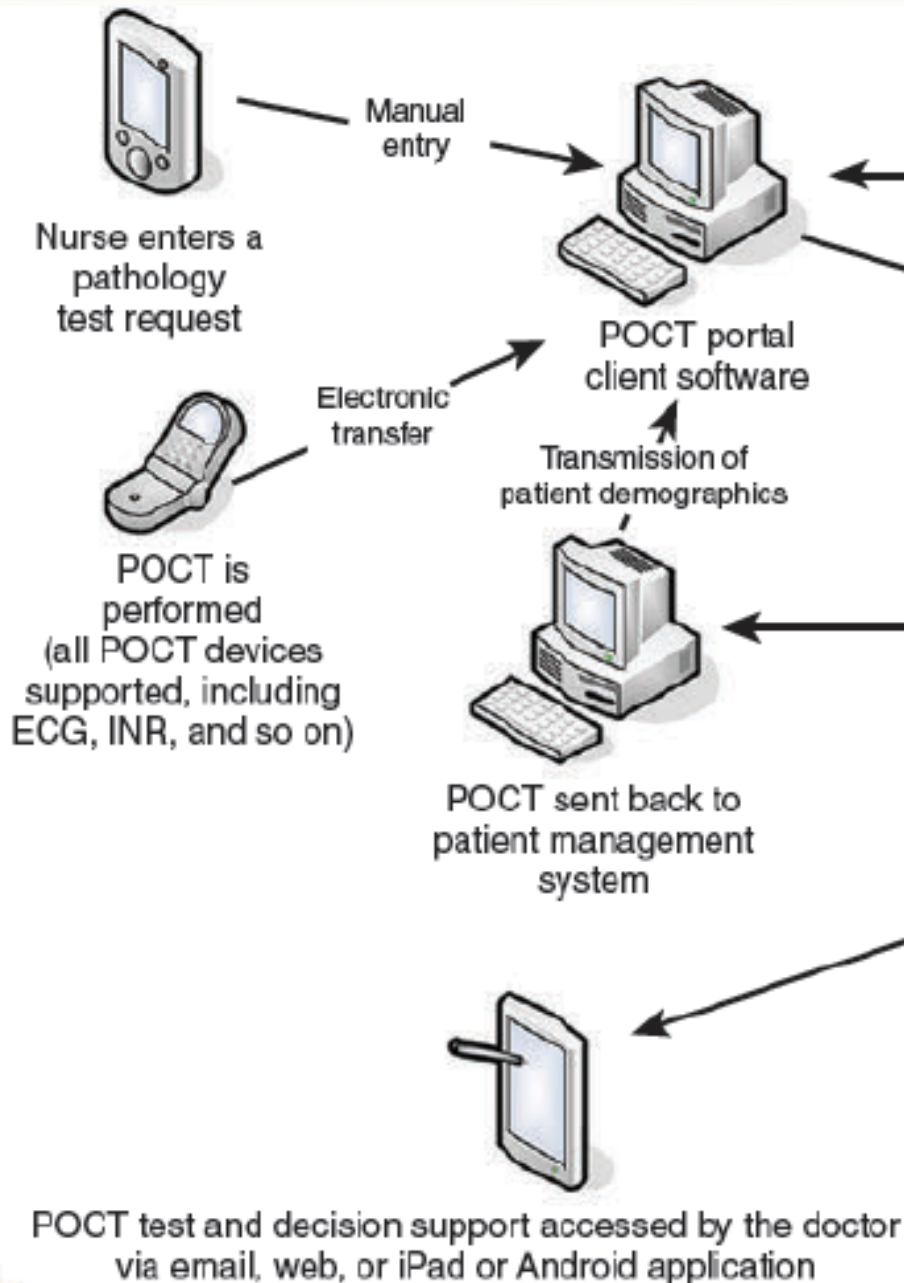 Manual
entry
Nurse enters a
pathology
test request
POCT portal
client software
Electronic
transfer
Transmission of
patient demographics
POCT is
performed
(all POCT devices
supported, including
ECG, INR, and so on)
POCT sent back to
patient management
system
POCT test and decision support accessed by the doctor
via email, web, or iPad or Android application